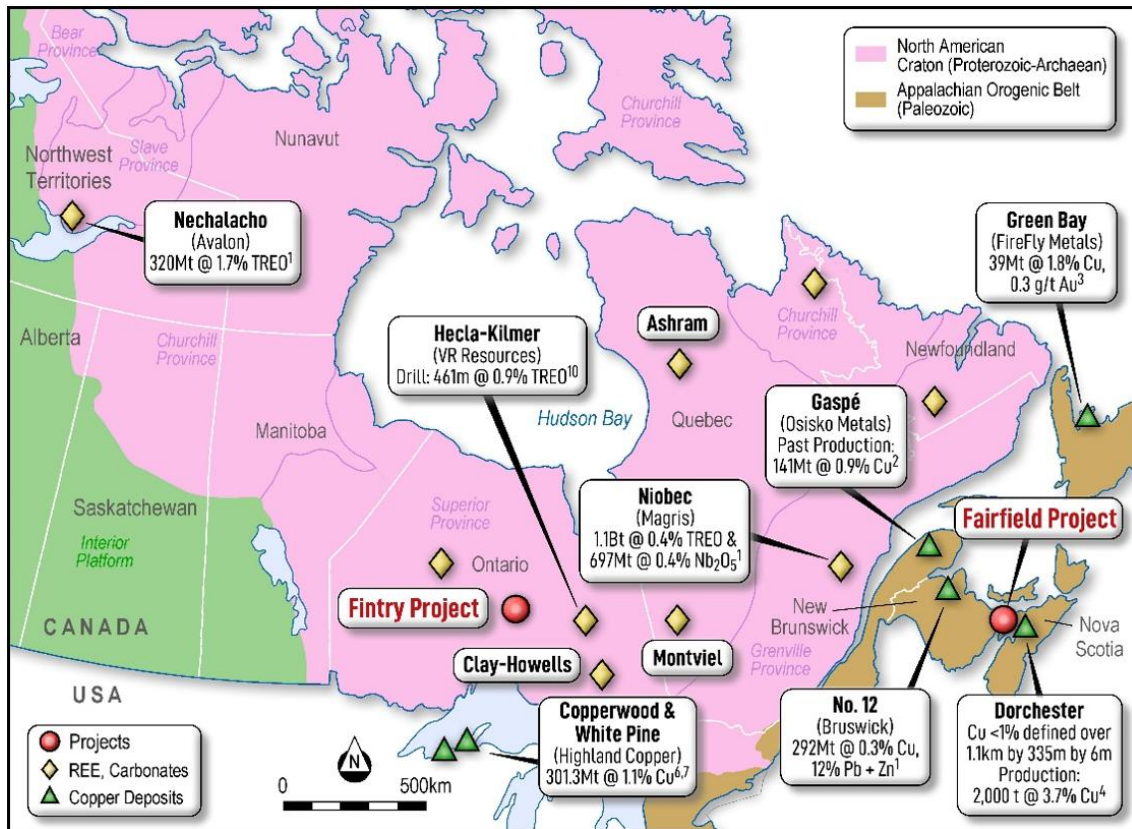 Bear
Province
North American
Craton (Proterozoic-Archaean)
Appalachian Orogenic Belt
(Paleozoic)
Churchill
Province
Nunavut
Slave
Province
Northwest
Territories
Nechalacho
(Avalon)
320Mt @ 1.7% TREO¹
Green Bay
(FireFly Metals)
39Mt @ 1.8% Cu,
0.3 g/t Au³
Alberta
Churchill
Province
Hecla-Kilmer
(VR Resources)
Drill: 461m @ 0.9% TREO¹⁰
Ashram
Churchill
Province
Newfoundland
Hudson Bay
Quebec
Gaspé
(Osisko Metals)
Past Production:
141Mt @ 0.9% Cu²
Manitoba
Saskatchewan
Interior
Platform
Superior
Province
Ontario
Niobec
(Magris)
1.1Bt @ 0.4% TREO &
697Mt @ 0.4% Nb₂O₅¹
Fairfield Project
Fintry Project
CANADA
New
Brunswick
Nova
Scotia
Clay-Howells
Montviel
Grenville
Province
USA
Copperwood &
White Pine
(Highland Copper)
301.3Mt @ 1.1% Cu⁶,⁷
No. 12
(Bruswick)
292Mt @ 0.3% Cu,
12% Pb + Zn¹
Dorchester
Cu <1% defined over
1.1km by 335m by 6m
Production:
2,000 t @ 3.7% Cu⁴
Projects
REE, Carbonates
Copper Deposits
N
0 500km